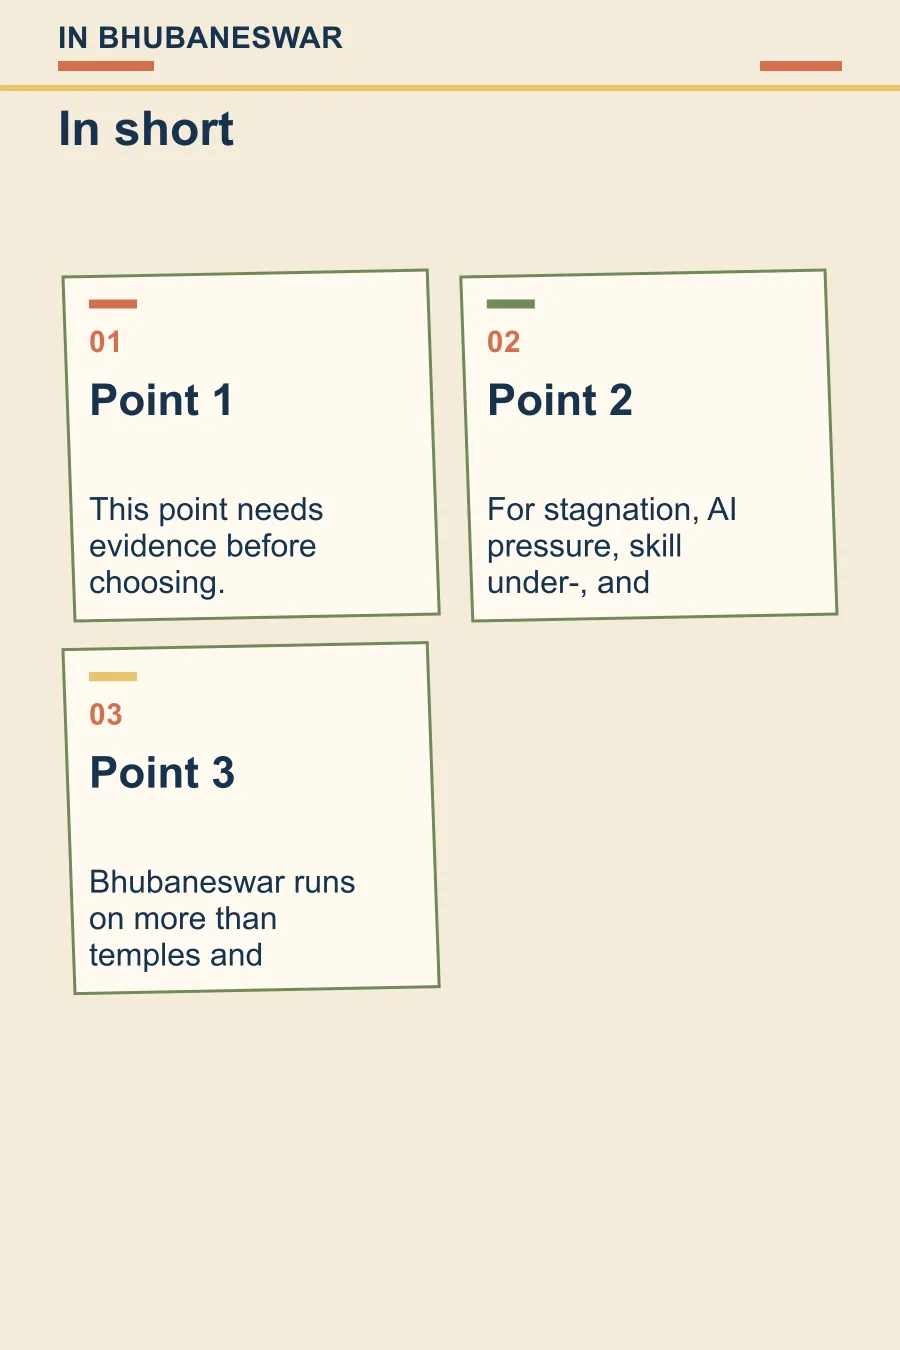 IN BHUBANESWAR
In short
01
Point 1
This point needs
evidence before
choosing.
02
Point 2
For stagnation, AI
pressure, skill
under-, and
03
Point 3
Bhubaneswar runs
on more than
temples and